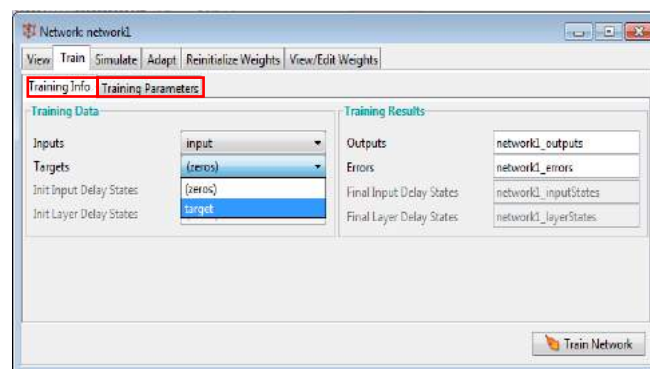 Network: network1
View Train Simulate Adapt Reinitialize Weights View/Edit Weights
Training Info Training Parameters
Training Data
Training Results
Inputs input
Outputs network1_outputs
Targets (zeros)
Errors network1_errors
Init Input Delay States (zeros)
Final Input Delay States network1_inputStates
Init Layer Delay States target
Final Layer Delay States network1_layerStates
Train Network